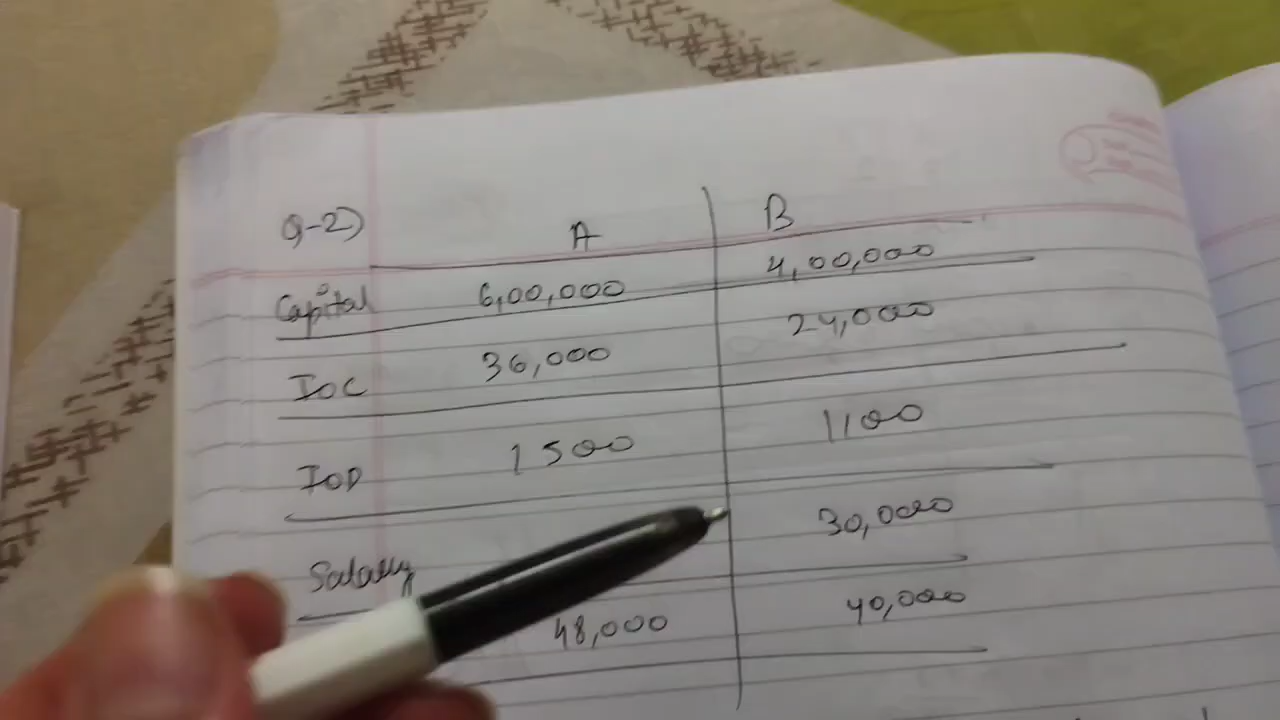 Q-2) A B
Capital 6,00,000 4,00,000
IOC 36,000 24,000
IOD 1500 1100
Salary 30,000
48,000 40,000